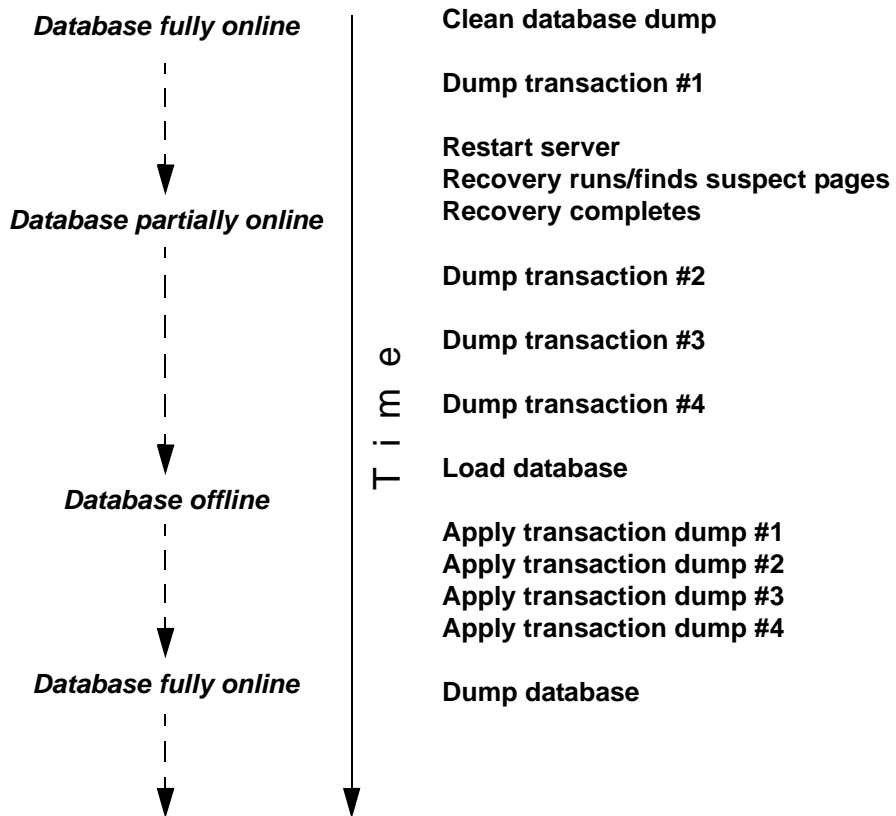 Database fully online
Clean database dump
Dump transaction #1
Restart server
Recovery runs/finds suspect pages
Database partially online
Recovery completes
Dump transaction #2
Dump transaction #3
Time
Dump transaction #4
Load database
Database offline
Apply transaction dump #1
Apply transaction dump #2
Apply transaction dump #3
Apply transaction dump #4
Database fully online
Dump database